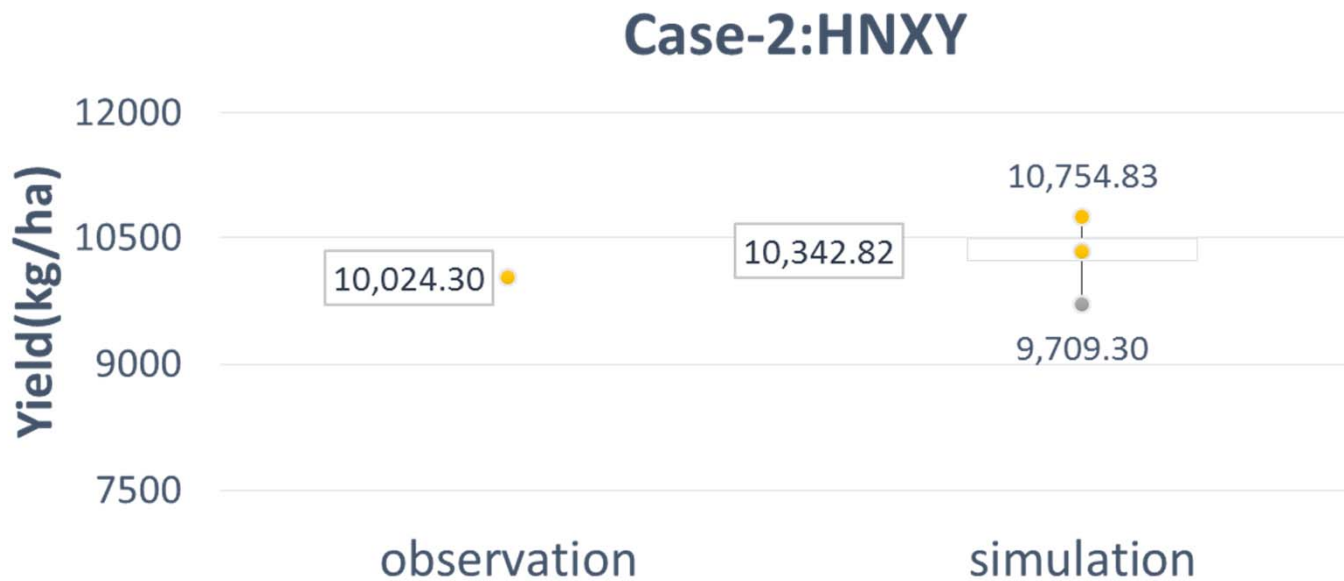 Case-2:HNXY
Yield(kg/ha)
12000
10500
9000
7500
10,024.30
10,342.82
10,754.83
9,709.30
observation
simulation